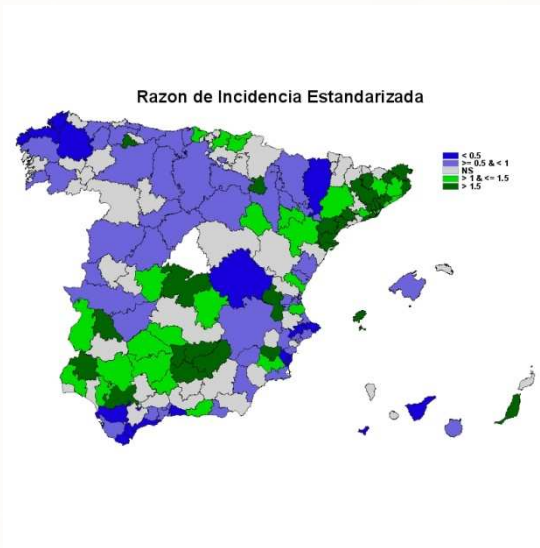 Razon de Incidencia Estandarizada
< 0.5
>= 0.5 & < 1
NS
> 1 & <= 1.5
> 1.5